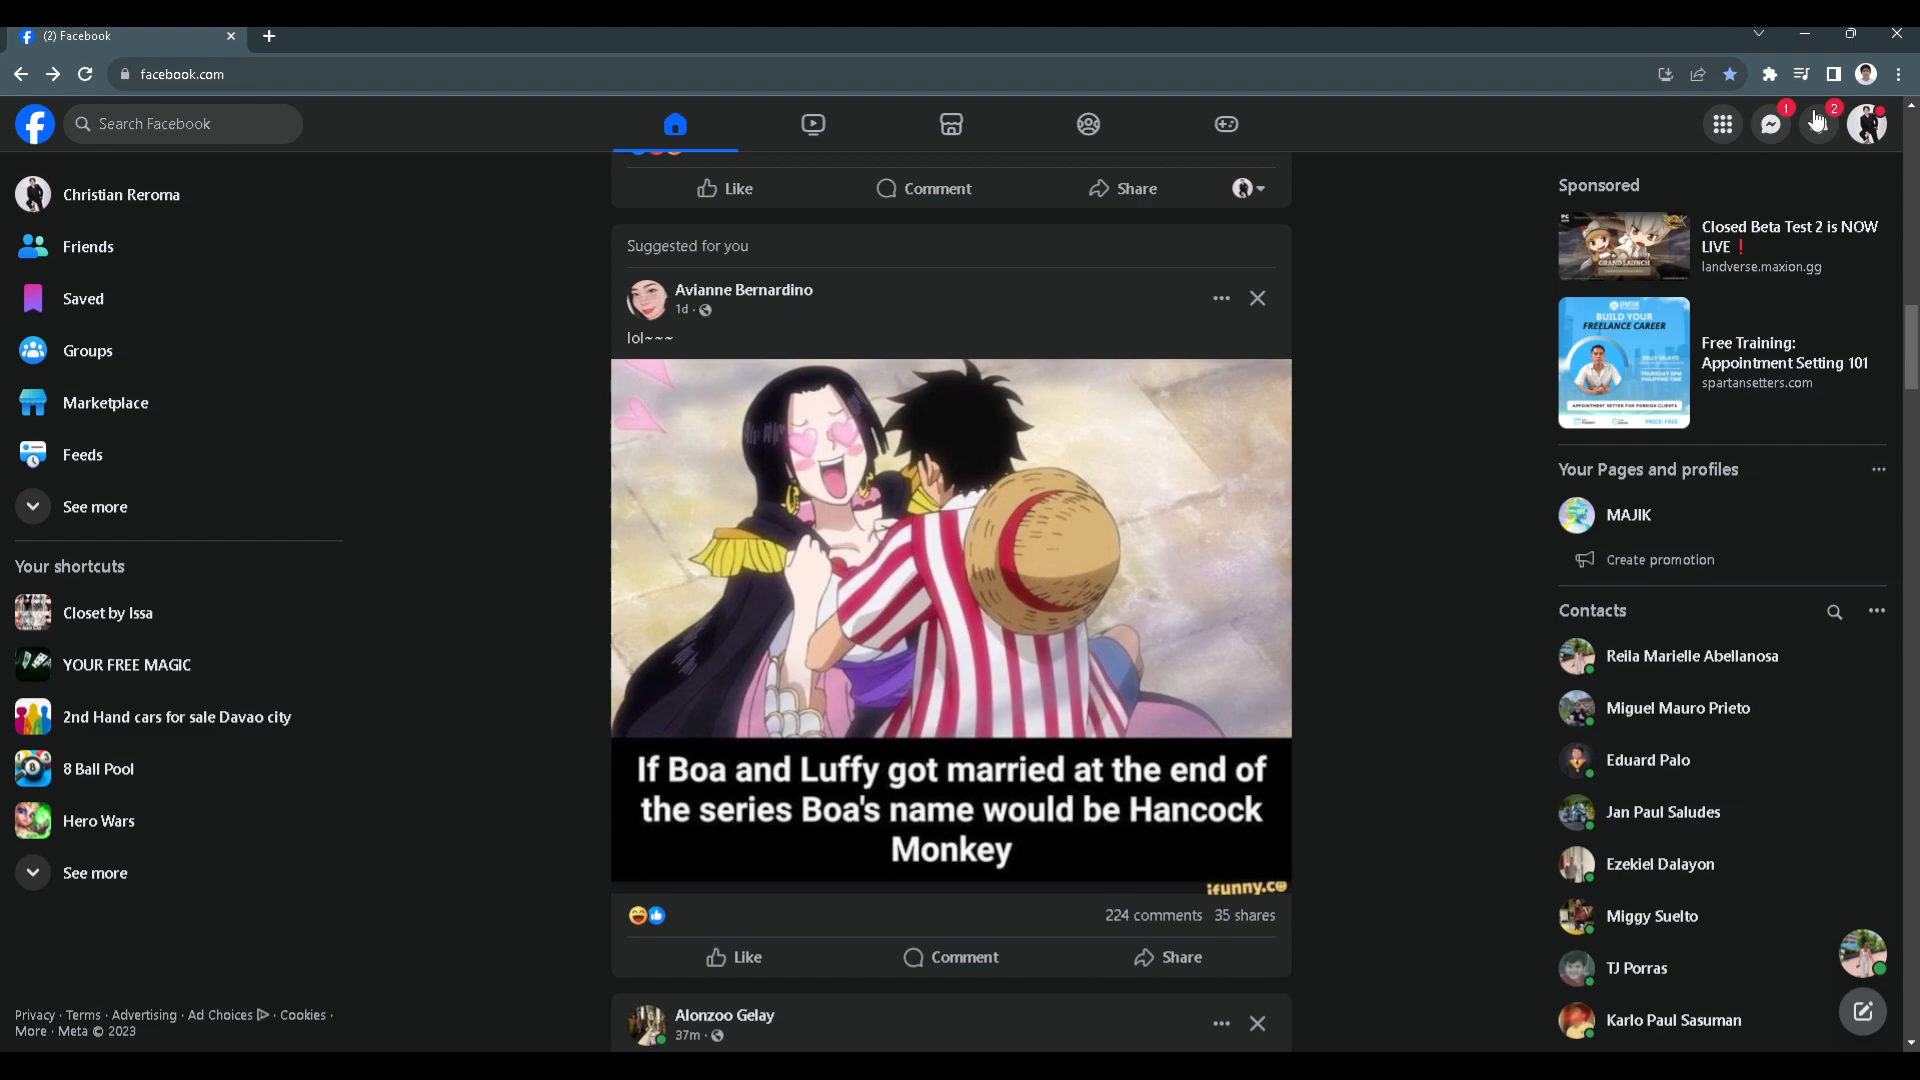 (2) Facebook
facebook.com
Search Facebook
1
2
Christian Reroma
Friends
Saved
Groups
Marketplace
Feeds
See more
Your shortcuts
Closet by Issa
YOUR FREE MAGIC
2nd Hand cars for sale Davao city
8 Ball Pool
Hero Wars
See more
Privacy · Terms · Advertising · Ad Choices · Cookies ·
More · Meta © 2023
Like
Comment
Share
Suggested for you
Avianne Bernardino
1d ·
lol~~~
If Boa and Luffy got married at the end of
the series Boa's name would be Hancock
Monkey
ifunny.co
224 comments 35 shares
Like
Comment
Share
Alonzoo Gelay
37m ·
Sponsored
GRAND LAUNCH
Closed Beta Test 2 is NOW
LIVE❗
landverse.maxion.gg
BUILD YOUR
FREELANCE CAREER
Free Training:
Appointment Setting 101
spartansetters.com
Your Pages and profiles
MAJIK
Create promotion
Contacts
Reila Marielle Abellanosa
Miguel Mauro Prieto
Eduard Palo
Jan Paul Saludes
Ezekiel Dalayon
Miggy Suelto
TJ Porras
Karlo Paul Sasuman